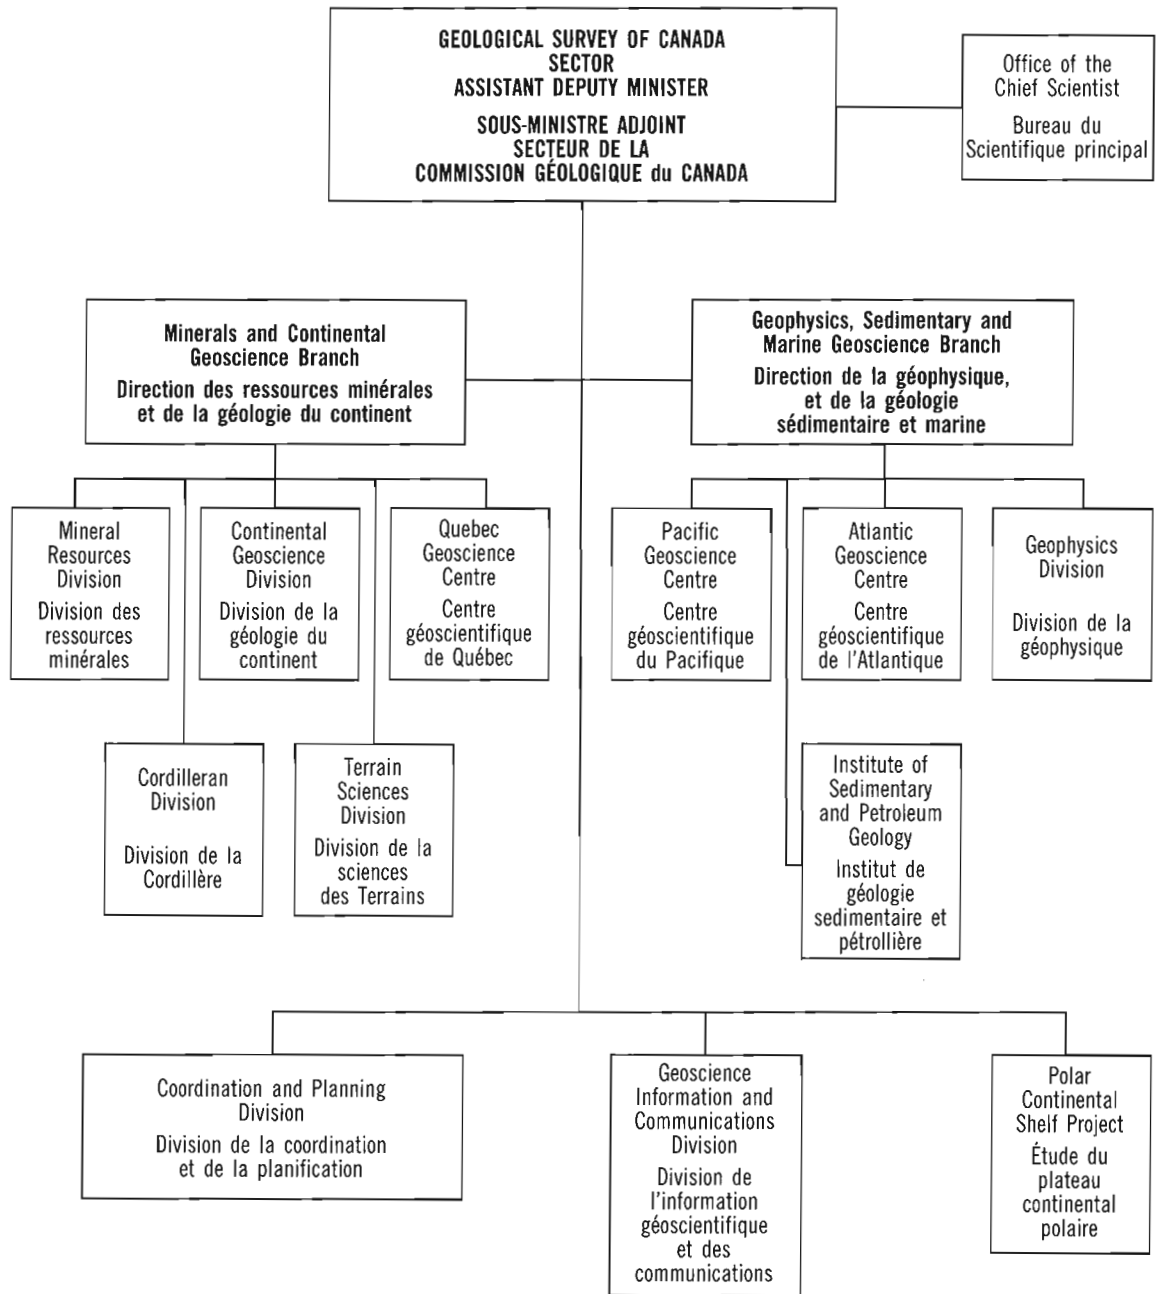 GEOLOGICAL SURVEY OF CANADA
SECTOR
ASSISTANT DEPUTY MINISTER
SOUS-MINISTRE ADJOINT
SECTEUR DE LA
COMMISSION GÉOLOGIQUE du CANADA
Office of the
Chief Scientist
Bureau du
Scientifique principal
Minerals and Continental
Geoscience Branch
Direction des ressources minérales
et de la géologie du continent
Geophysics, Sedimentary and
Marine Geoscience Branch
Direction de la géophysique,
et de la géologie
sédimentaire et marine
Mineral
Resources
Division
Division des
ressources
minérales
Continental
Geoscience
Division
Division de la
géologie du
continent
Quebec
Geoscience
Centre
Centre
géoscientifique
de Québec
Pacific
Geoscience
Centre
Centre
géoscientifique
du Pacifique
Atlantic
Geoscience
Centre
Centre
géoscientifique
de l'Atlantique
Geophysics
Division
Division de la
géophysique
Cordilleran
Division
Division de la
Cordillère
Terrain
Sciences
Division
Division de la
sciences
des Terrains
Institute of
Sedimentary
and Petroleum
Geology
Institut de
géologie
sedimentaire et
pétrollière
Coordination and Planning
Division
Division de la coordination
et de la planification
Geoscience
Information and
Communications
Division
Division de
l'information
géoscientifique
et des
communications
Polar
Continental
Shelf Project
Étude du
plateau
continental
polaire